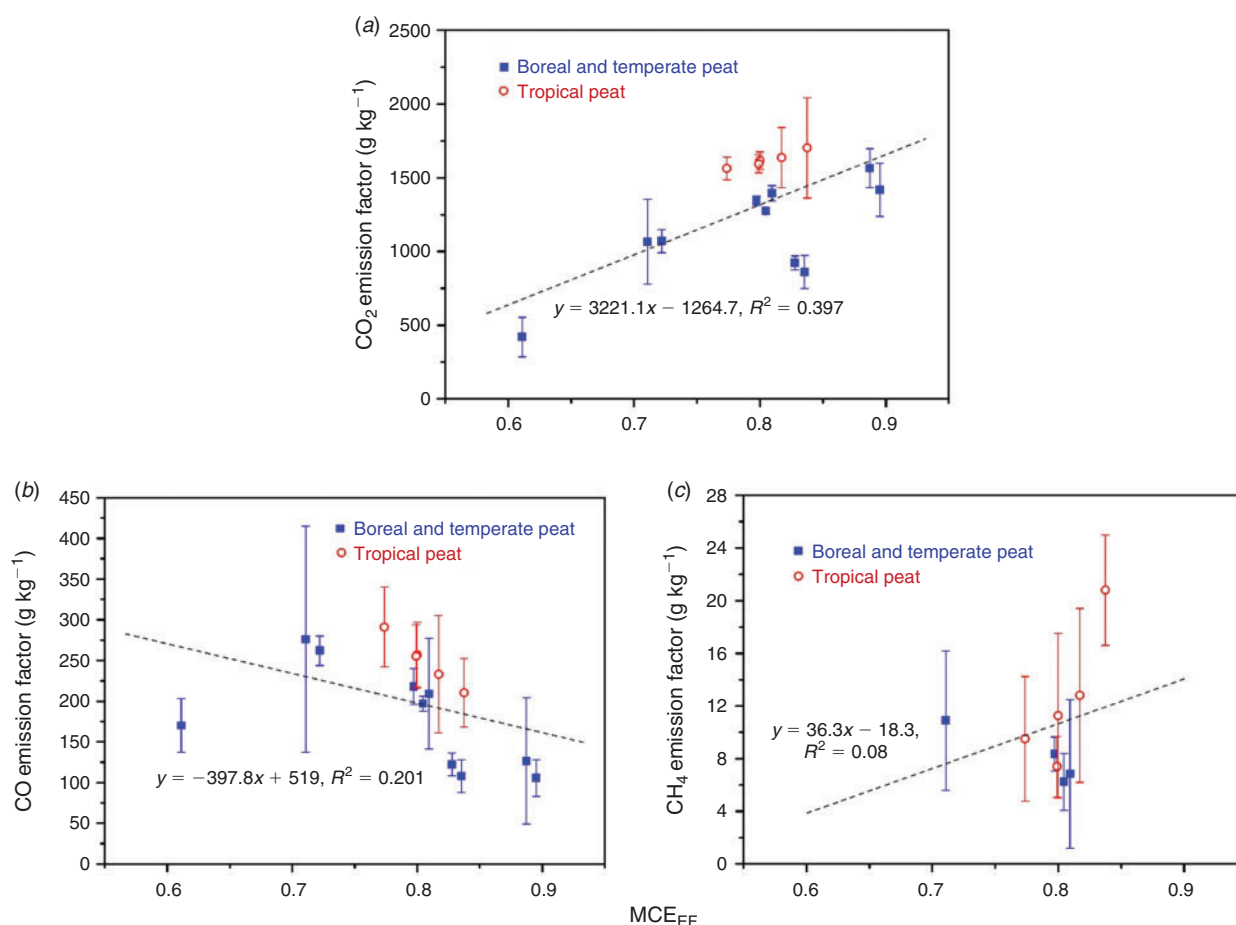 (a)
2500
2000
1500
1000
500
0
CO₂ emission factor (g kg⁻¹)
Boreal and temperate peat
Tropical peat
y = 3221.1x − 1264.7, R² = 0.397
0.6 0.7 0.8 0.9
(b)
450
400
350
300
250
200
150
100
50
0
CO emission factor (g kg⁻¹)
Boreal and temperate peat
Tropical peat
y = −397.8x + 519, R² = 0.201
0.6 0.7 0.8 0.9
(c)
28
24
20
16
12
8
4
0
CH₄ emission factor (g kg⁻¹)
Boreal and temperate peat
Tropical peat
y = 36.3x − 18.3,
R² = 0.08
0.6 0.7 0.8 0.9
MCE_EF